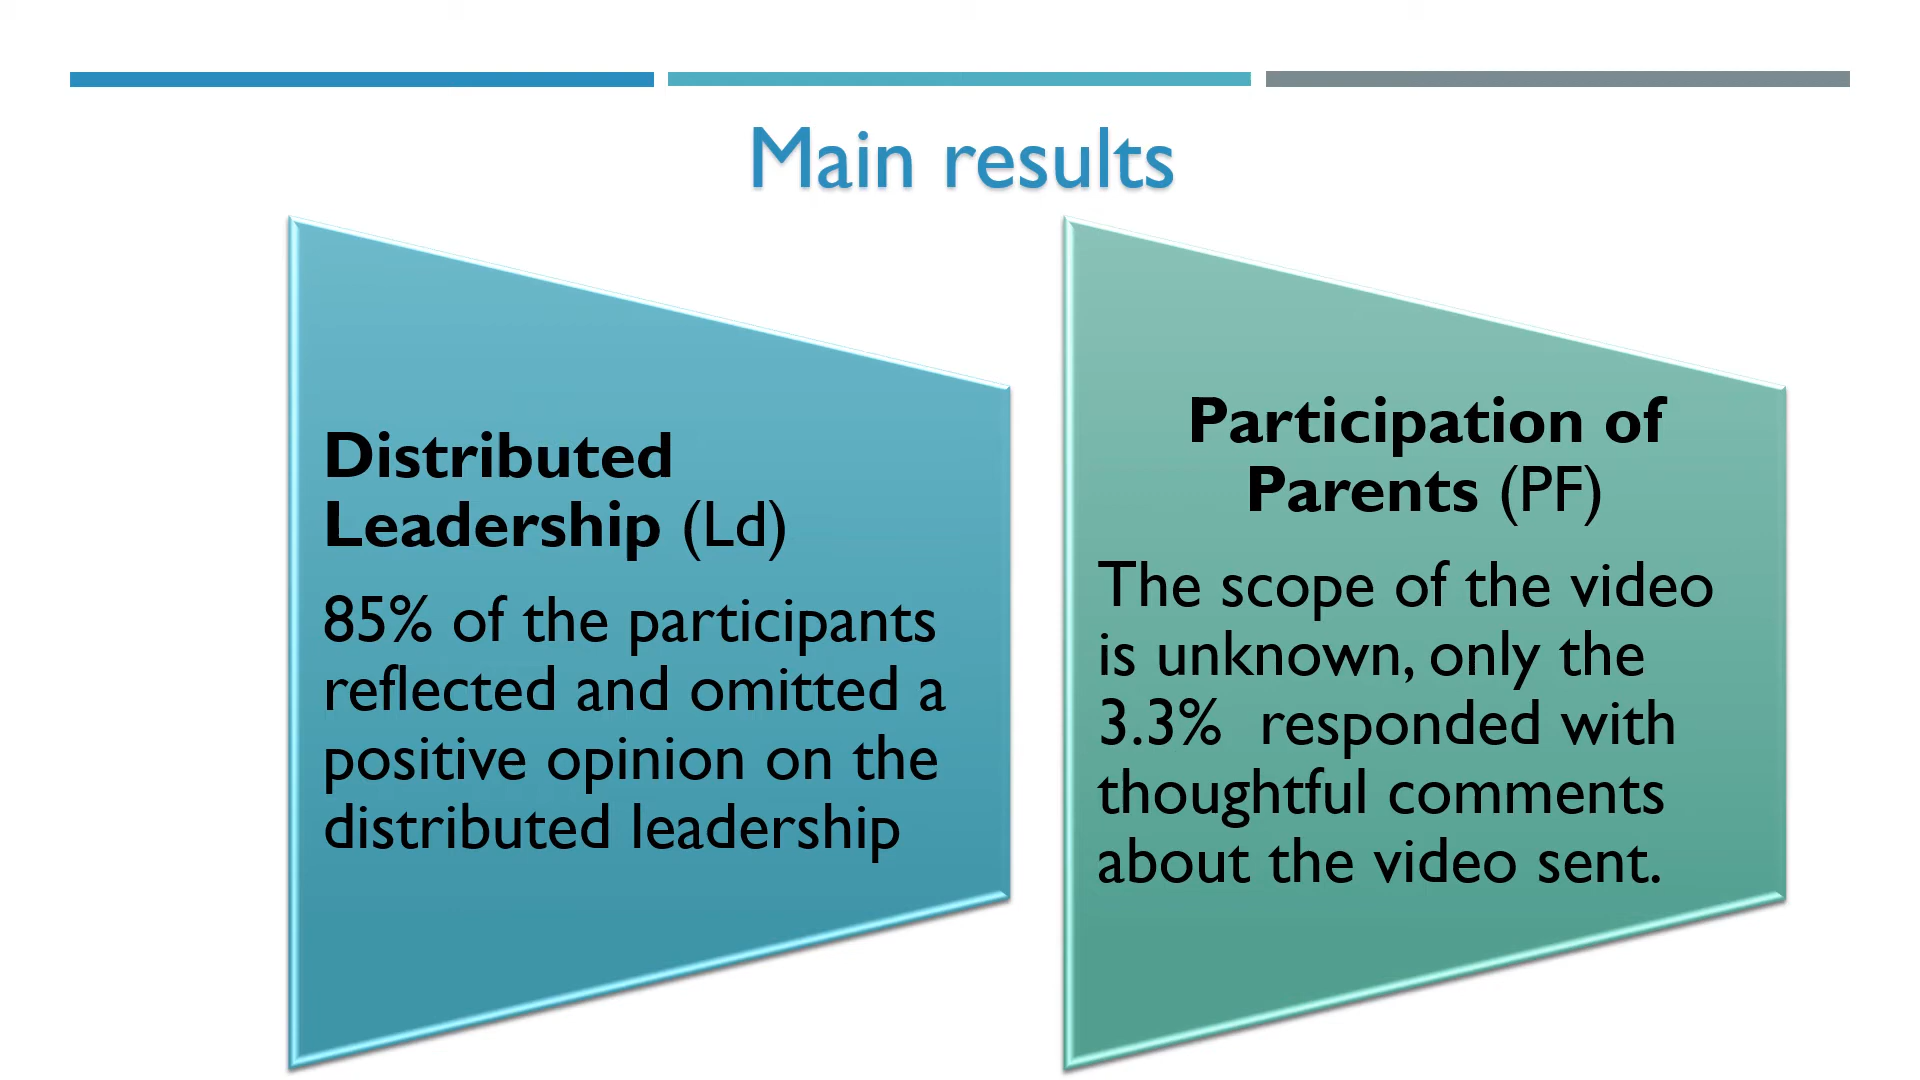 Main results
Distributed
Leadership (Ld)
85% of the participants
reflected and omitted a
positive opinion on the
distributed leadership
Participation of
Parents (PF)
The scope of the video
is unknown, only the
3.3%  responded with
thoughtful comments
about the video sent.